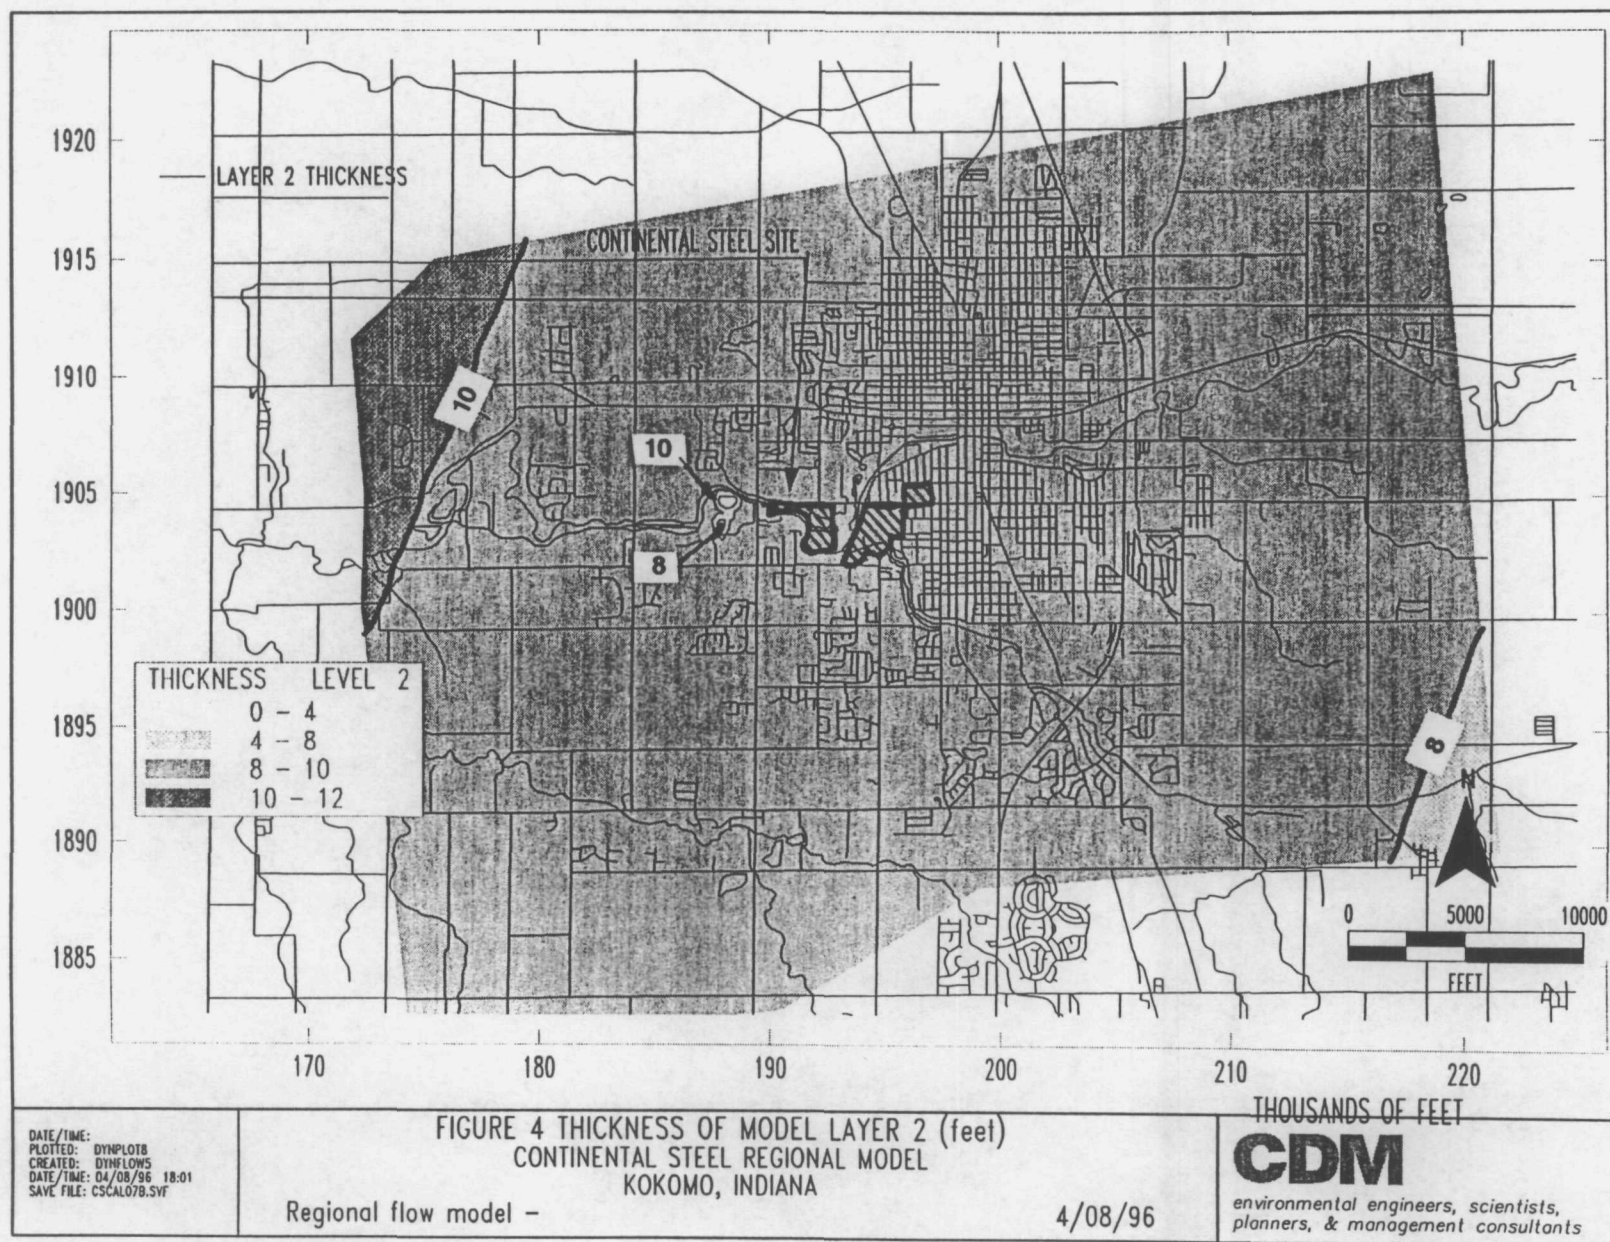 1920
LAYER 2 THICKNESS
1915
CONTINENTAL STEEL SITE
1910
10
10
1905
8
1900
THICKNESS LEVEL 2
0 - 4
4 - 8
8 - 10
10 - 12
1895
8
N
1890
0 5000 10000
FEET
1885
170 180 190 200 210 220
THOUSANDS OF FEET
DATE/TIME:
PLOTTED: DYNPLOT8
CREATED: DYNFLOW5
DATE/TIME: 04/08/96 18:01
SAVE FILE: CSCAL07B.SVF
FIGURE 4 THICKNESS OF MODEL LAYER 2 (feet)
CONTINENTAL STEEL REGIONAL MODEL
KOKOMO, INDIANA
Regional flow model -
4/08/96
CDM
environmental engineers, scientists,
planners, & management consultants